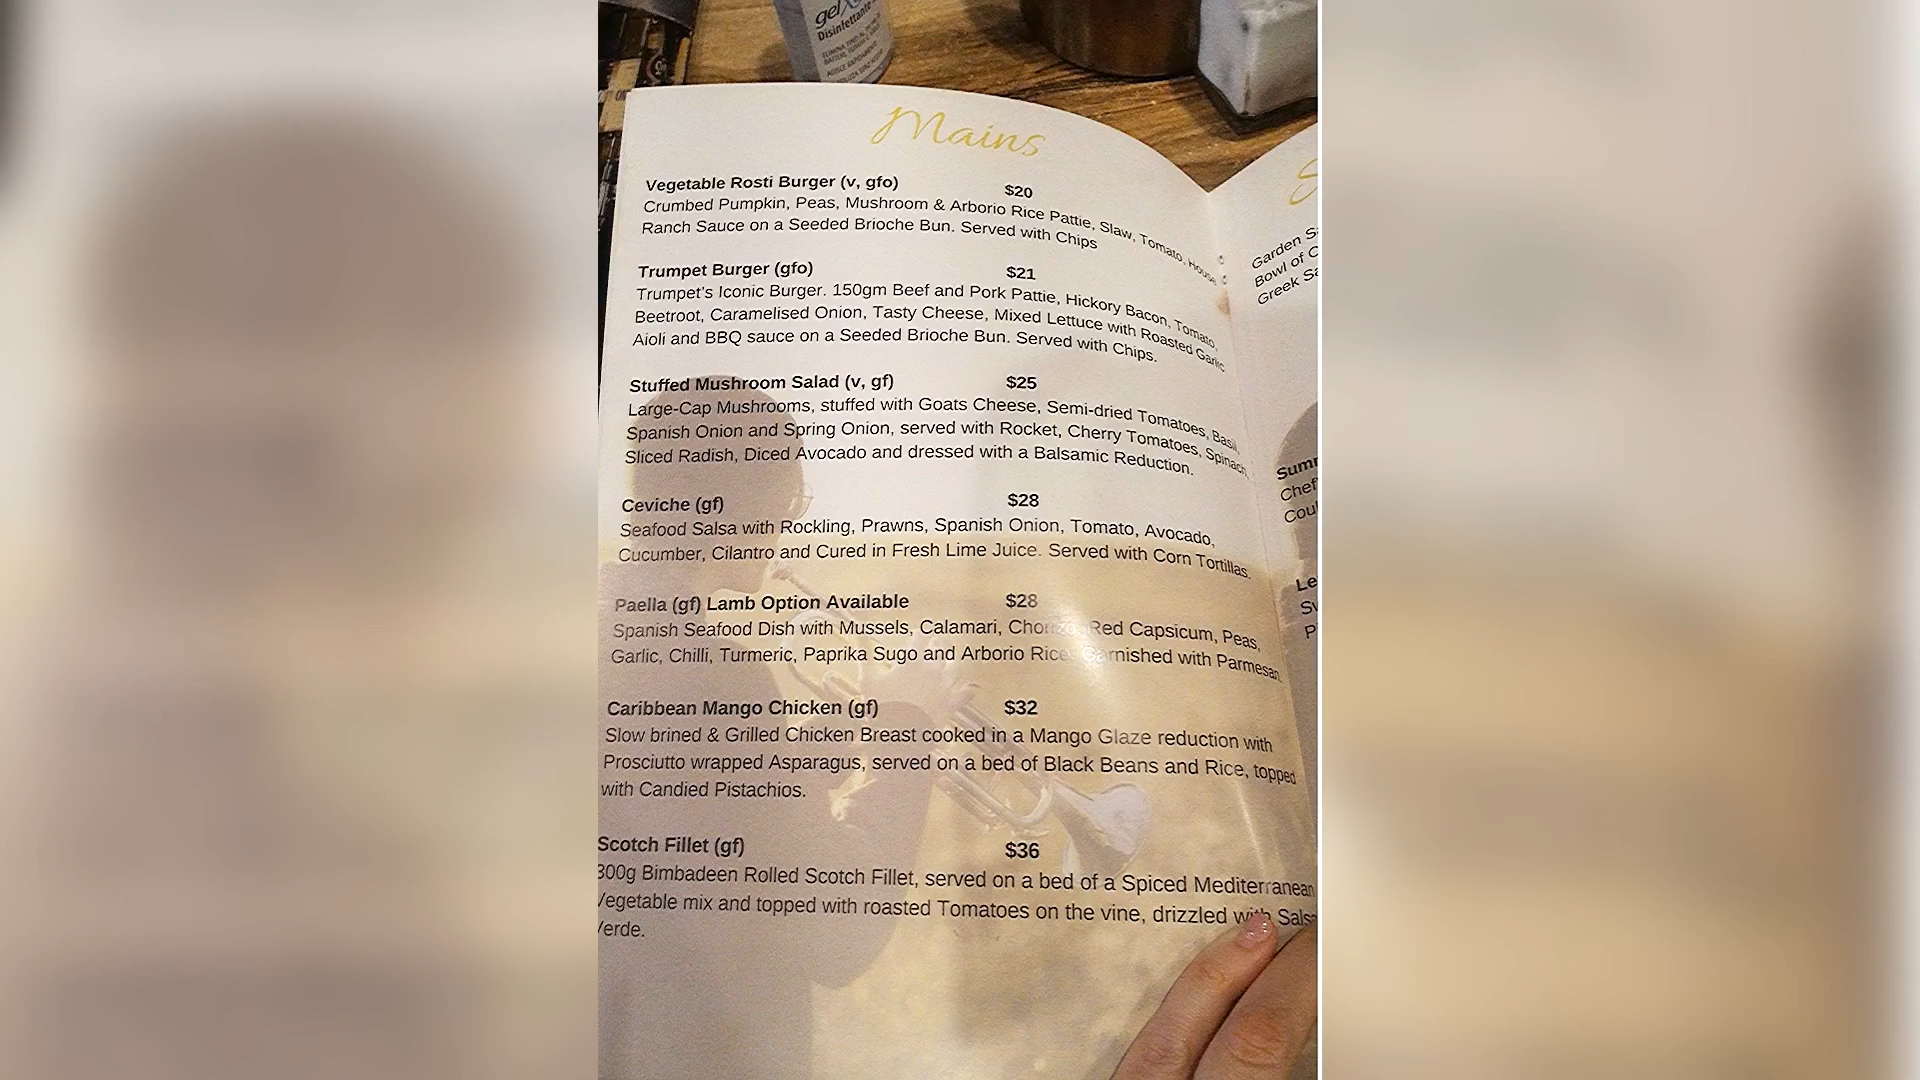 gel
Disinfettante
Mains
Vegetable Rosti Burger (v, gfo) $20
Crumbed Pumpkin, Peas, Mushroom & Arborio Rice Pattie, Slaw, Tomato, House
Ranch Sauce on a Seeded Brioche Bun. Served with Chips
Trumpet Burger (gfo) $21
Trumpet's Iconic Burger. 150gm Beef and Pork Pattie, Hickory Bacon, Tomato,
Beetroot, Caramelised Onion, Tasty Cheese, Mixed Lettuce with Roasted Garlic
Aioli and BBQ sauce on a Seeded Brioche Bun. Served with Chips.
Stuffed Mushroom Salad (v, gf) $25
Large-Cap Mushrooms, stuffed with Goats Cheese, Semi-dried Tomatoes, Basil,
Spanish Onion and Spring Onion, served with Rocket, Cherry Tomatoes, Spinach,
Sliced Radish, Diced Avocado and dressed with a Balsamic Reduction.
Ceviche (gf) $28
Seafood Salsa with Rockling, Prawns, Spanish Onion, Tomato, Avocado,
Cucumber, Cilantro and Cured in Fresh Lime Juice. Served with Corn Tortillas.
Paella (gf) Lamb Option Available $28
Spanish Seafood Dish with Mussels, Calamari, Chorizo, Red Capsicum, Peas,
Garlic, Chilli, Turmeric, Paprika Sugo and Arborio Rice. Garnished with Parmesan.
Caribbean Mango Chicken (gf) $32
Slow brined & Grilled Chicken Breast cooked in a Mango Glaze reduction with
Prosciutto wrapped Asparagus, served on a bed of Black Beans and Rice, topped
with Candied Pistachios.
Scotch Fillet (gf) $36
300g Bimbadeen Rolled Scotch Fillet, served on a bed of a Spiced Mediterranean
Vegetable mix and topped with roasted Tomatoes on the vine, drizzled with Salsa
Verde.
Garden
Bowl of
Greek